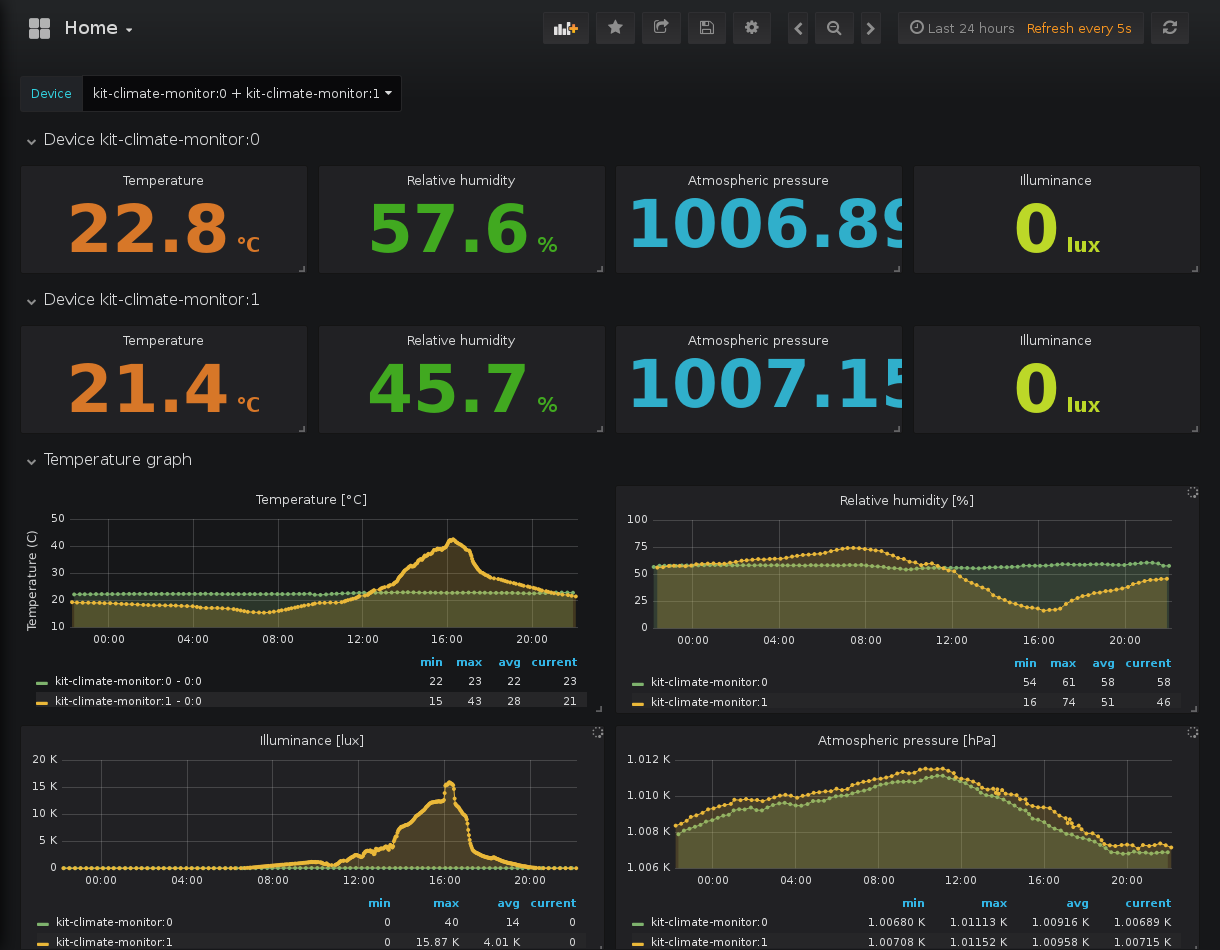 Home
Last 24 hours Refresh every 5s
Device kit-climate-monitor:0 + kit-climate-monitor:1
Device kit-climate-monitor:0
Temperature Relative humidity Atmospheric pressure Illuminance
22.8 °C 57.6 % 1006.89 0 lux
Device kit-climate-monitor:1
Temperature Relative humidity Atmospheric pressure Illuminance
21.4 °C 45.7 % 1007.15 0 lux
Temperature graph
Temperature [°C]
Temperature (C)
50
40
30
20
10
00:00 04:00 08:00 12:00 16:00 20:00
min max avg current
kit-climate-monitor:0 - 0:0 22 23 22 23
kit-climate-monitor:1 - 0:0 15 43 28 21
Relative humidity [%]
100
75
50
25
0
00:00 04:00 08:00 12:00 16:00 20:00
min max avg current
kit-climate-monitor:0 54 61 58 58
kit-climate-monitor:1 16 74 51 46
Illuminance [lux]
20 K
15 K
10 K
5 K
0
00:00 04:00 08:00 12:00 16:00 20:00
min max avg current
kit-climate-monitor:0 0 40 14 0
kit-climate-monitor:1 0 15.87 K 4.01 K 0
Atmospheric pressure [hPa]
1.012 K
1.010 K
1.008 K
1.006 K
00:00 04:00 08:00 12:00 16:00 20:00
min max avg current
kit-climate-monitor:0 1.00680 K 1.01113 K 1.00916 K 1.00689 K
kit-climate-monitor:1 1.00708 K 1.01152 K 1.00958 K 1.00715 K